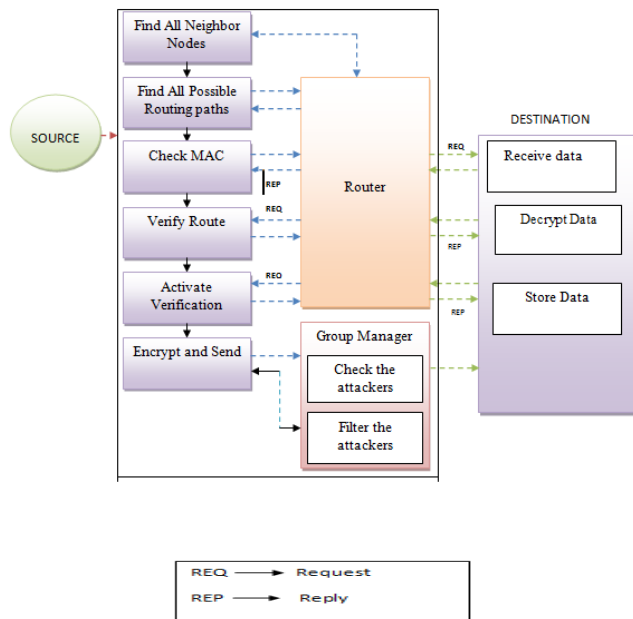 Find All Neighbor
Nodes
Find All Possible
Routing paths
SOURCE
Check MAC
REP
Verify Route
REQ
Activate
Verification
REQ
Encrypt and Send
Router
Group Manager
Check the
attackers
Filter the
attackers
DESTINATION
REQ
Receive data
Decrypt Data
REP
Store Data
REP
REQ Request
REP Reply